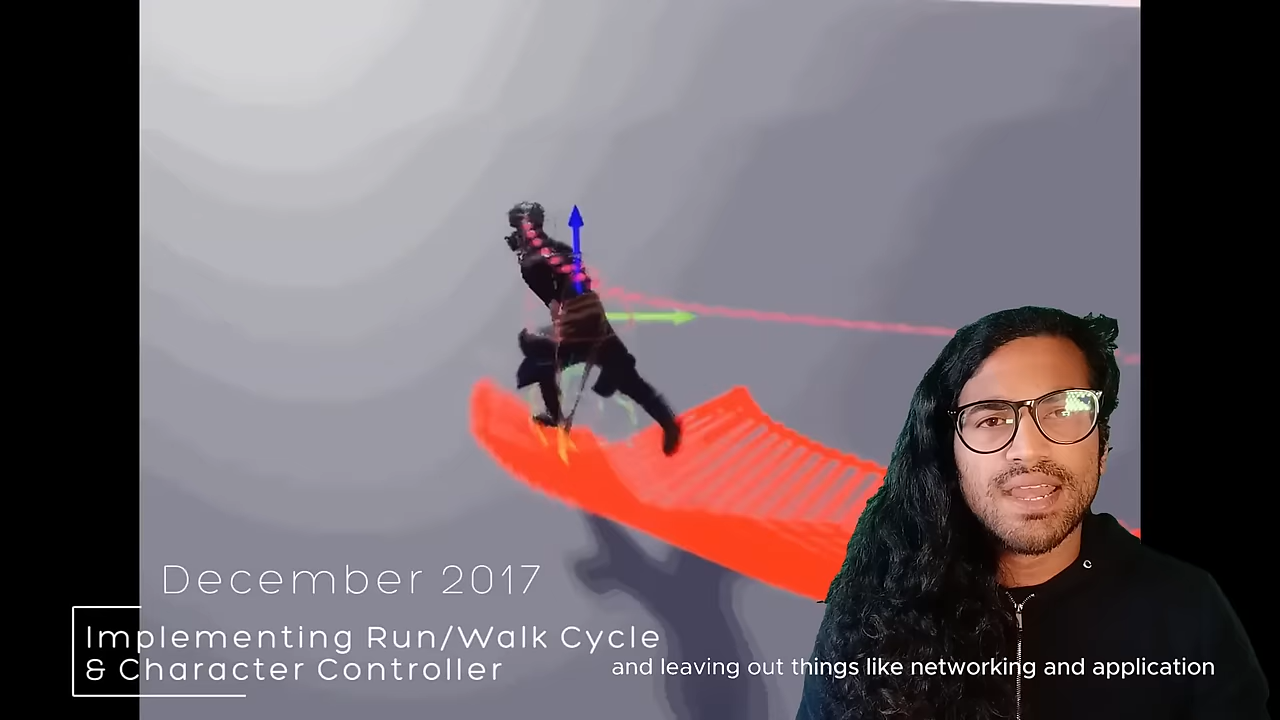 December 2017
Implementing Run/Walk Cycle
& Character Controller
and leaving out things like networking and application